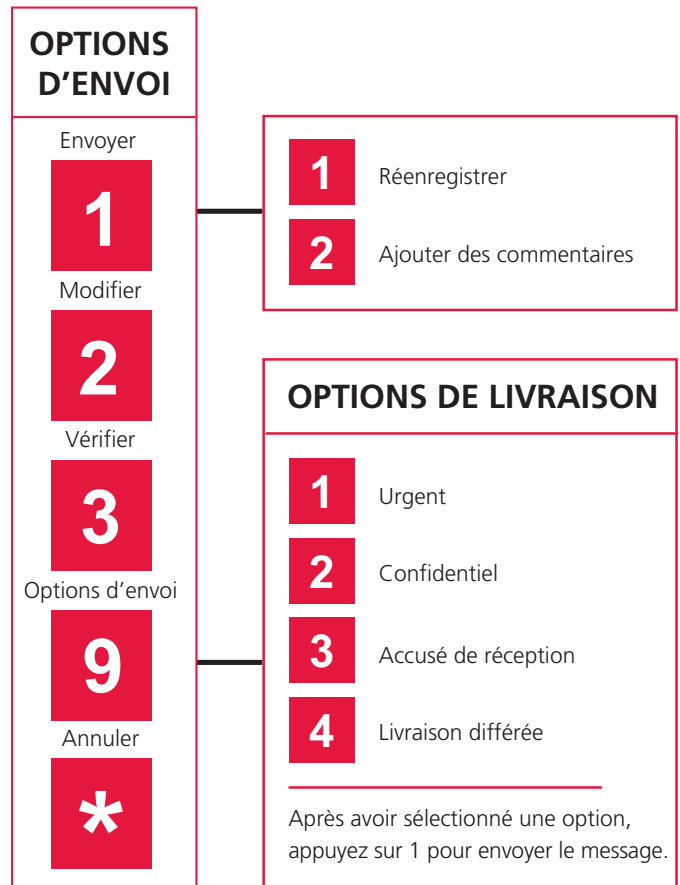 OPTIONS
D'ENVOI
Envoyer
1
Modifier
2
Vérifier
3
Options d'envoi
9
Annuler
*
1 Réenregistrer
2 Ajouter des commentaires
OPTIONS DE LIVRAISON
1 Urgent
2 Confidentiel
3 Accusé de réception
4 Livraison différée
Après avoir sélectionné une option,
appuyez sur 1 pour envoyer le message.